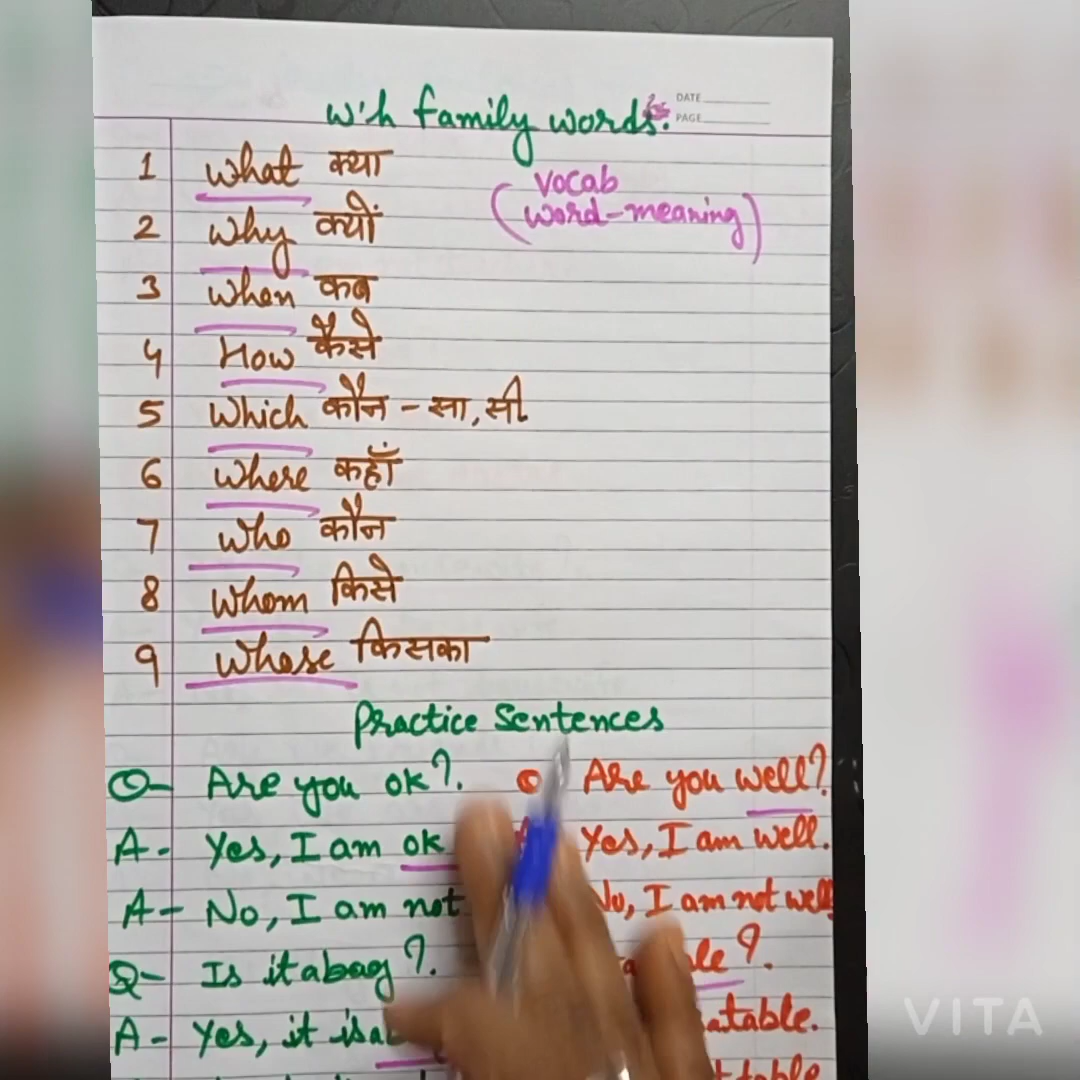 w'h family words.
DATE
PAGE
vocab
(word-meaning)
1 what क्या
2 why क्यों
3 when कब
4 How कैसे
5 Which कौन - सा, सी
6 where कहाँ
7 who कौन
8 whom किसे
9 whose किसका
Practice Sentences
Q- Are you ok?.
A- Yes, I am ok
A- No, I am not
Q- Is it a bag?.
A- Yes, it is a
Are you well?
Yes, I am well.
No, I am not well
?.
a table.
table
VITA